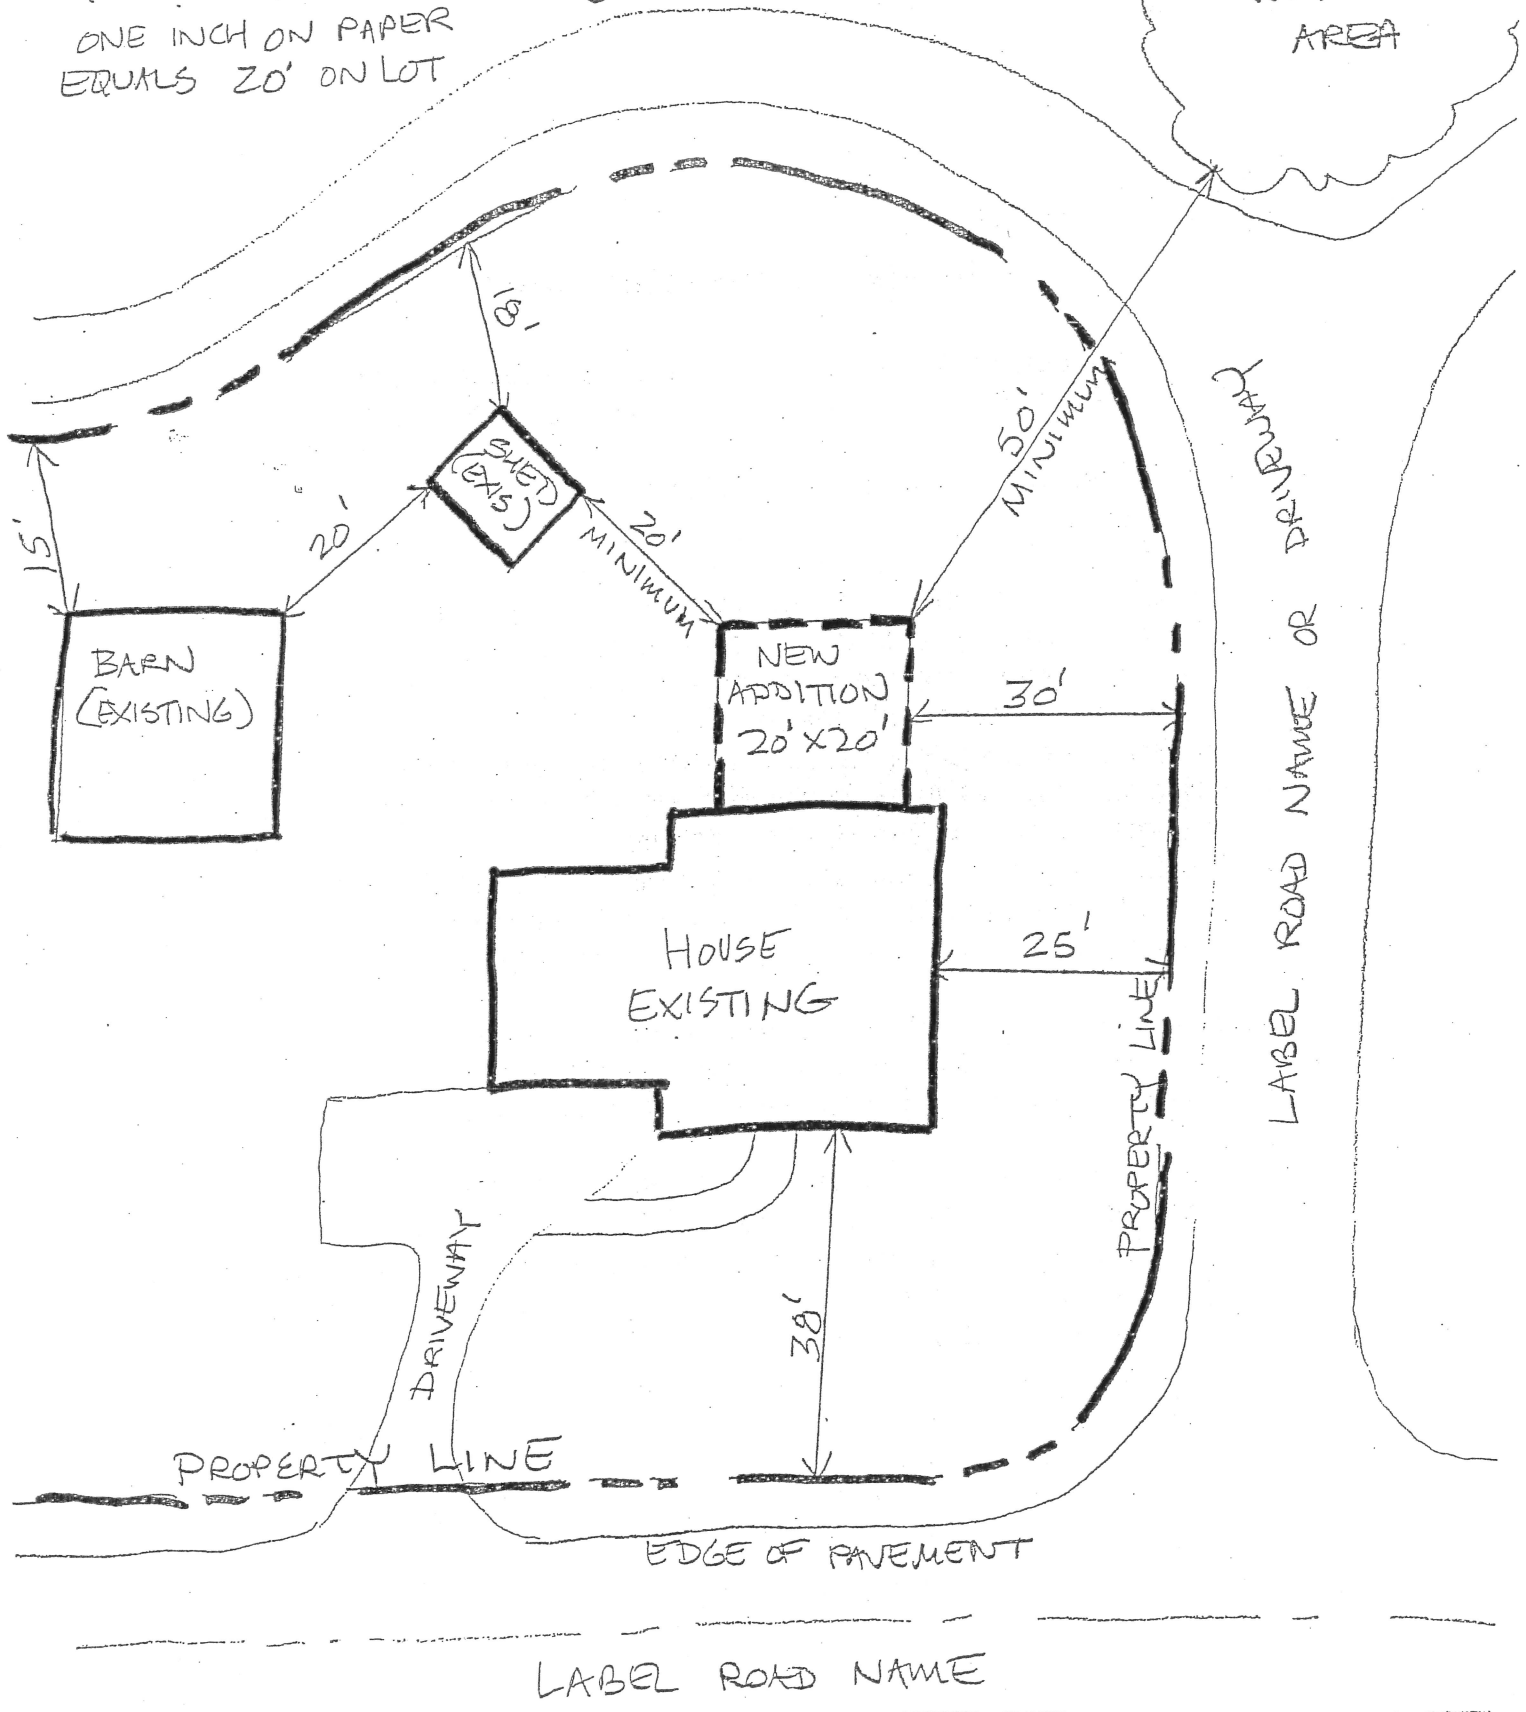 ONE INCH ON PAPER
EQUALS 20' ON LOT
AREA
18'
50'
MINIMUM
SHED
(EXIS)
20'
20'
MINIMUM
15'
BARN
(EXISTING)
NEW
ADDITION
20' X 20'
30'
HOUSE
EXISTING
25'
PROPERTY LINE
LABEL ROAD NAME OR DRIVEWAY
DRIVEWAY
38'
PROPERTY LINE
EDGE OF PAVEMENT
LABEL ROAD NAME